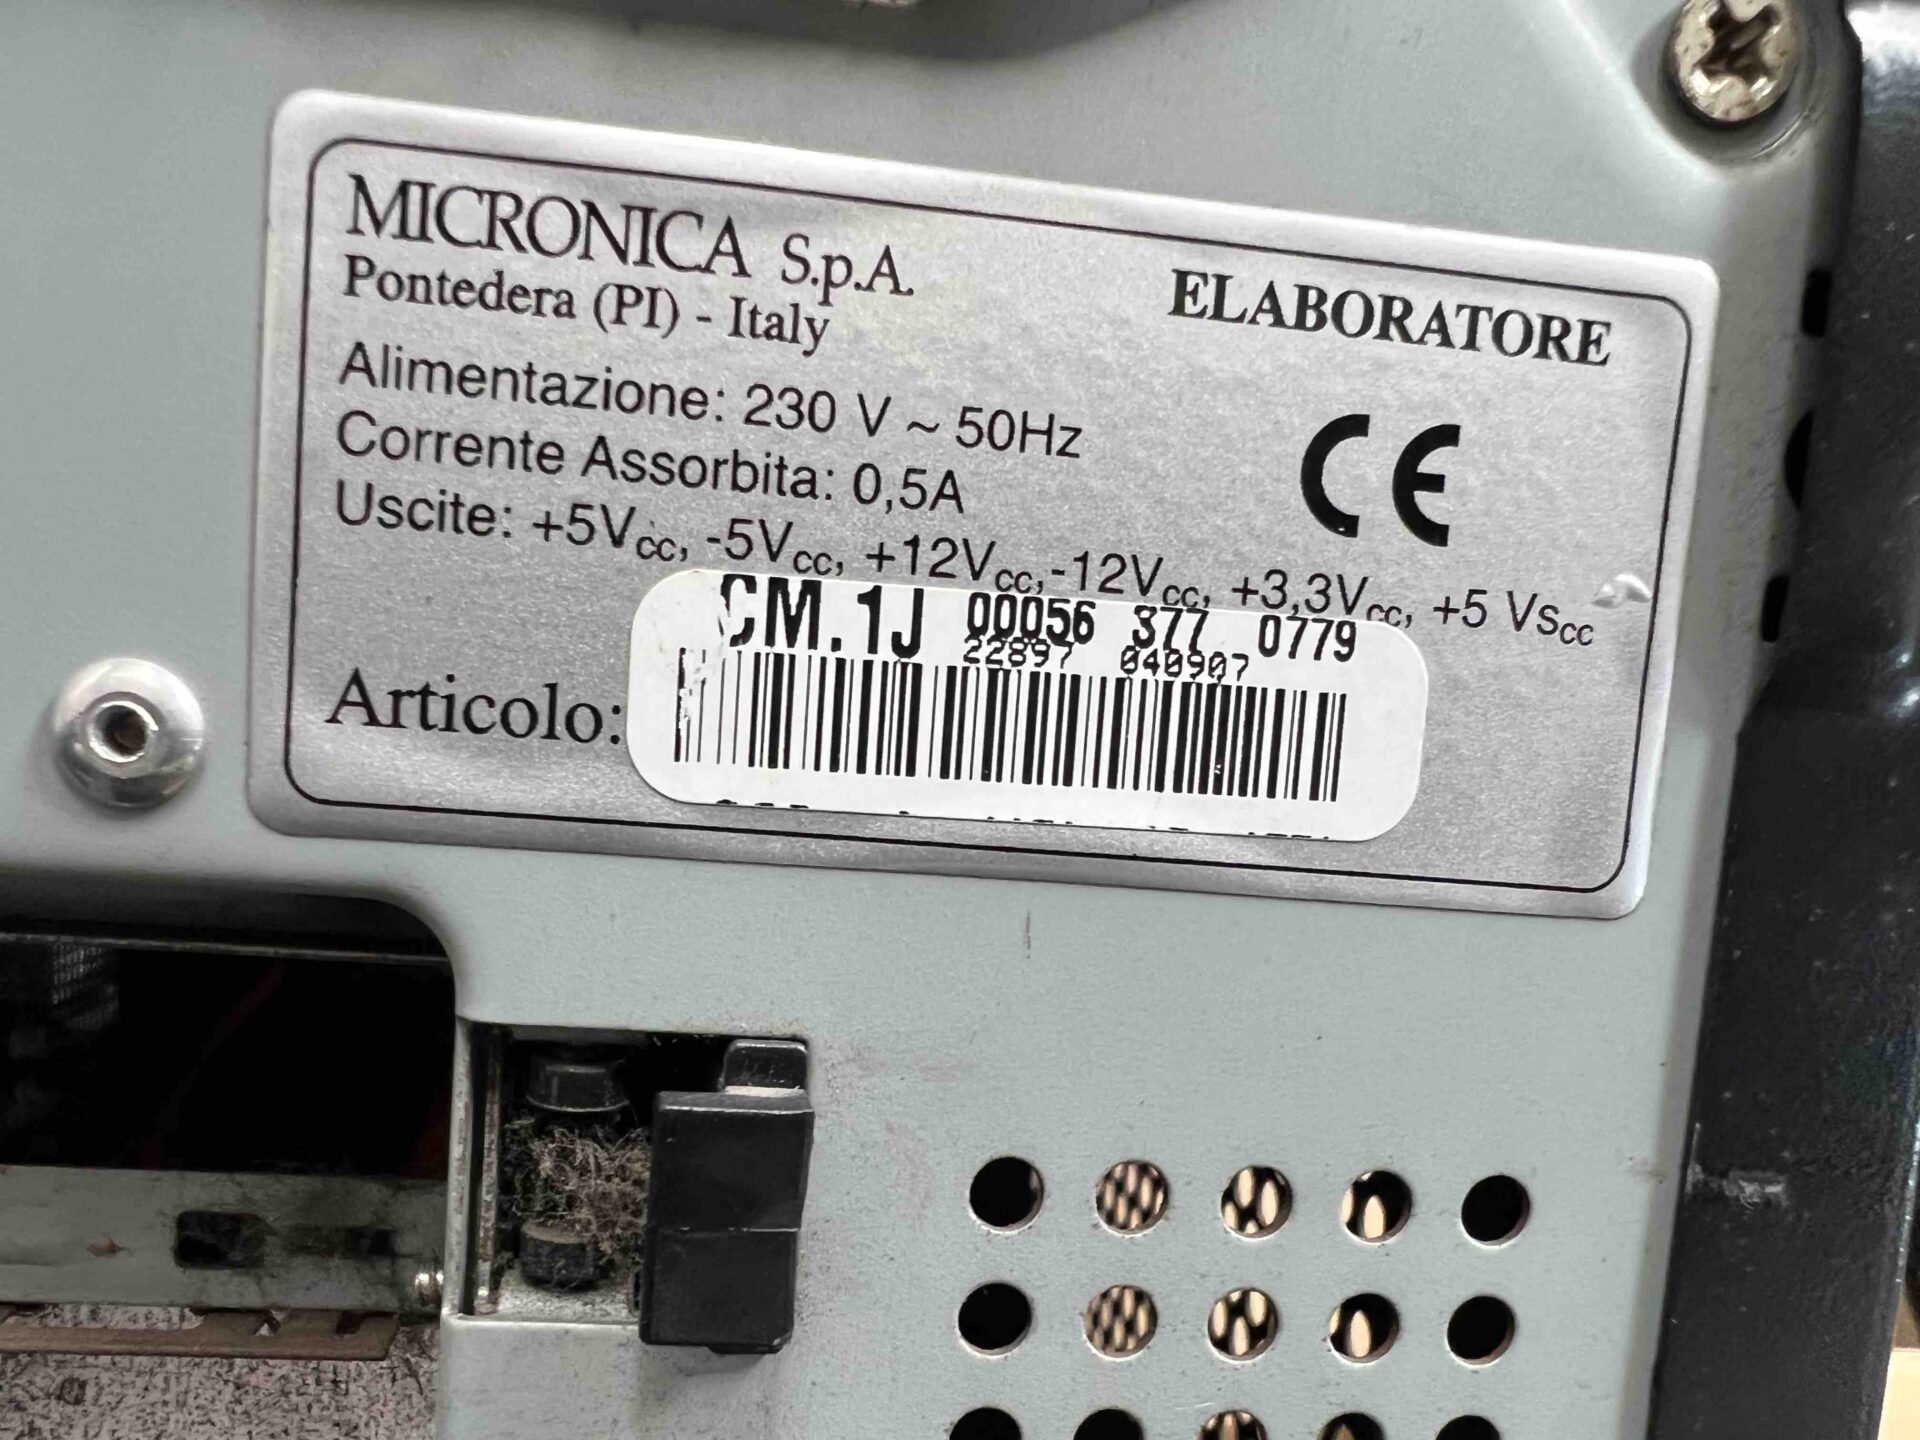 MICRONICA S.p.A.
Pontedera (PI) - Italy
ELABORATORE
Alimentazione: 230 V ~ 50Hz
Corrente Assorbita: 0,5A
CE
Uscite: +5Vcc, -5Vcc, +12Vcc,-12Vcc, +3,3Vcc, +5 Vscc
CM.1J 00056 377 0779
22897 040907
Articolo: